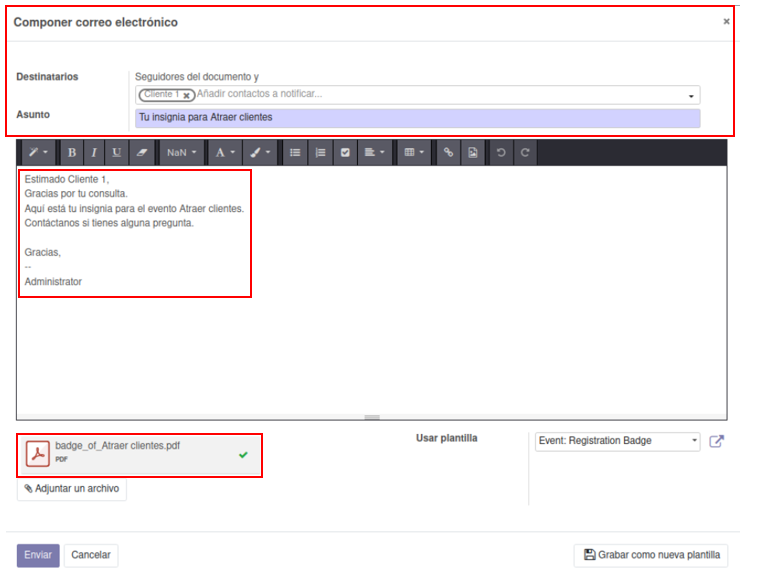 Componer correo electrónico
×
Destinatarios
Seguidores del documento y
Cliente 1 × Añadir contactos a notificar...
Asunto
Tu insignia para Atraer clientes
B I U NaN A
Estimado Cliente 1,
Gracias por tu consulta.
Aquí está tu insignia para el evento Atraer clientes.
Contáctanos si tienes alguna pregunta.
Gracias,
--
Administrator
badge_of_Atraer clientes.pdf
PDF
Usar plantilla
Event: Registration Badge
Adjuntar un archivo
Enviar Cancelar Grabar como nueva plantilla